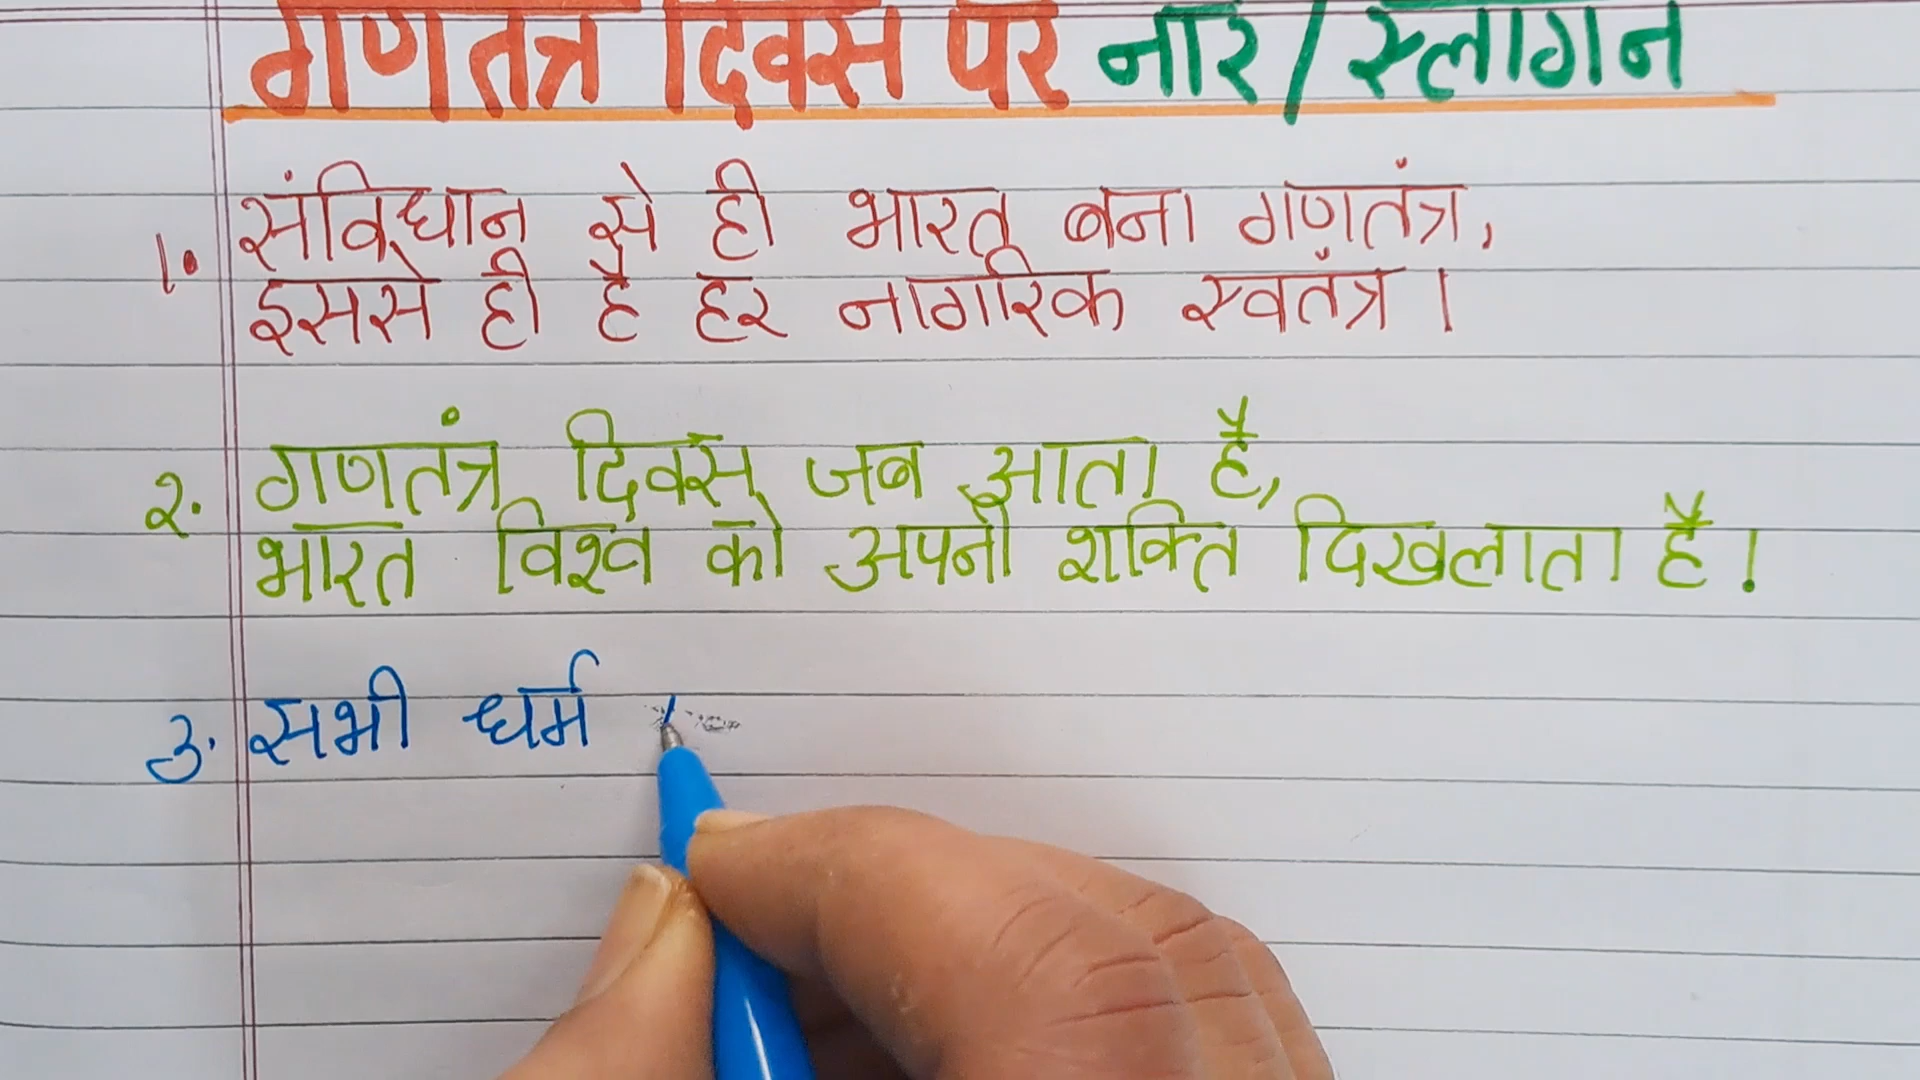 गणतंत्र दिवस पर नारे/स्लोगन
1. संविधान से ही भारत बना गणतंत्र,
इससे ही है हर नागरिक स्वतंत्र।
२. गणतंत्र दिवस जब आता है,
भारत विश्व को अपनी शक्ति दिखलाता है।
3. सभी धर्म